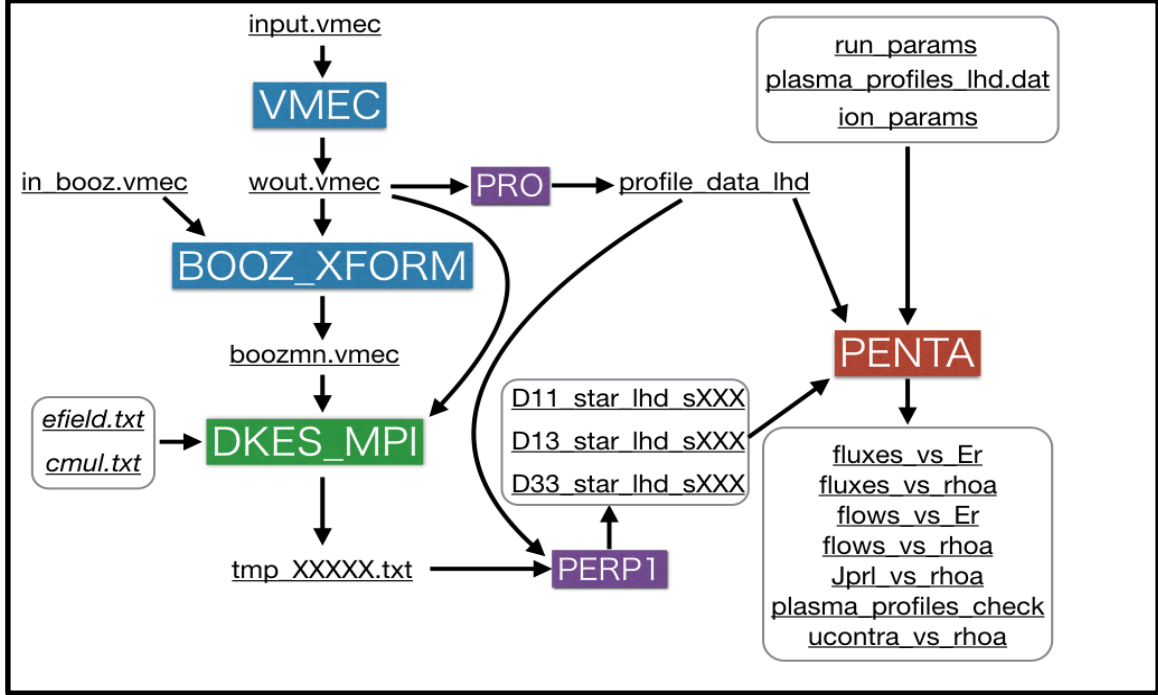 input.vmec
VMEC
in_booz.vmec
wout.vmec
PRO
profile_data_lhd
run_params
plasma_profiles_lhd.dat
ion_params
BOOZ_XFORM
boozmn.vmec
efield.txt
cmul.txt
DKES_MPI
tmp_XXXXX.txt
PERP1
D11_star_lhd_sXXX
D13_star_lhd_sXXX
D33_star_lhd_sXXX
PENTA
fluxes_vs_Er
fluxes_vs_rhoa
flows_vs_Er
flows_vs_rhoa
Jprl_vs_rhoa
plasma_profiles_check
ucontra_vs_rhoa